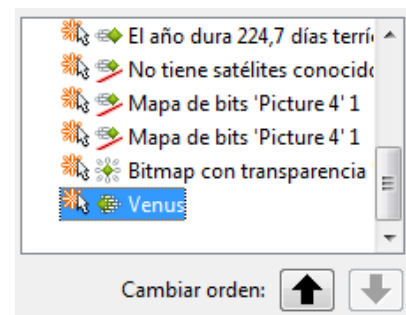 El año dura 224,7 días terrí
No tiene satélites conocido
Mapa de bits 'Picture 4' 1
Mapa de bits 'Picture 4' 1
Bitmap con transparencia
Venus
Cambiar orden: